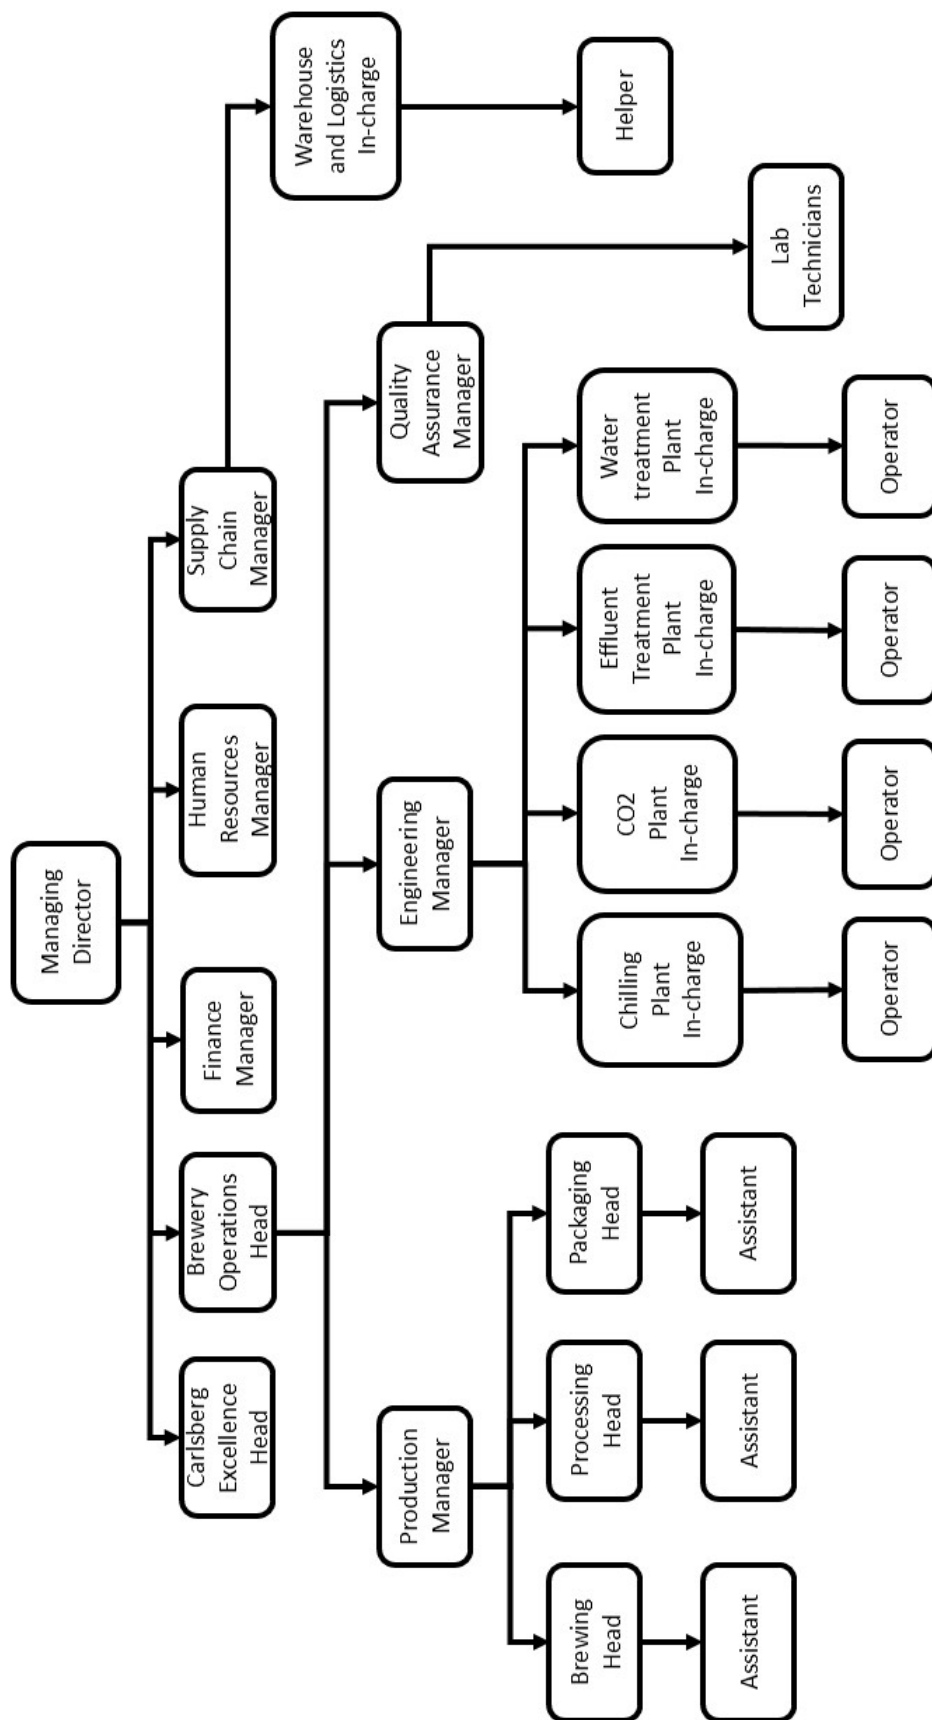 Managing
Director
Carlsberg
Excellence
Head
Brewery
Operations
Head
Finance
Manager
Human
Resources
Manager
Supply
Chain
Manager
Warehouse
and Logistics
In-charge
Production
Manager
Engineering
Manager
Quality
Assurance
Manager
Brewing
Head
Processing
Head
Packaging
Head
Chilling
Plant
In-charge
CO2
Plant
In-charge
Effluent
Treatment
Plant
In-charge
Water
treatment
Plant
In-charge
Helper
Assistant
Assistant
Assistant
Lab
Technicians
Operator
Operator
Operator
Operator